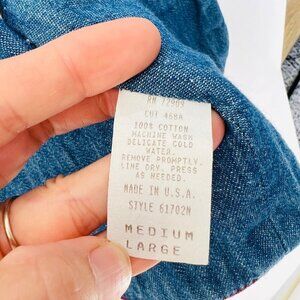 RN 72909
CUT 468A
100% COTTON
MACHINE WASH
DELICATE COLD
WATER.
REMOVE PROMPTLY.
LINE DRY. PRESS
AS NEEDED.
MADE IN U.S.A.
STYLE 61702N
MEDIUM
LARGE